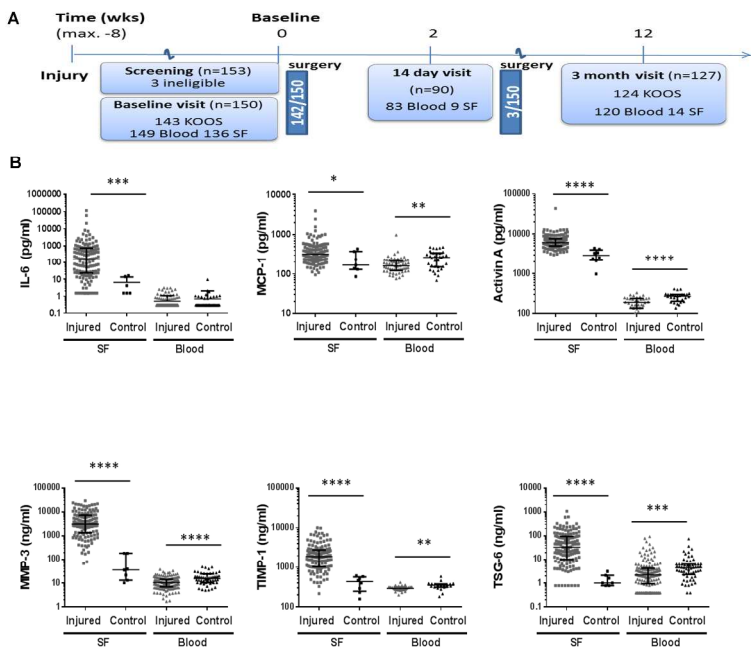 A
Time (wks)
(max. -8)
Baseline
0
2
12
Injury
Screening (n=153)
3 ineligible
surgery
14 day visit
(n=90)
83 Blood 9 SF
surgery
3 month visit (n=127)
124 KOOS
120 Blood 14 SF
Baseline visit (n=150)
143 KOOS
149 Blood 136 SF
142/150
3/150
B
IL-6 (pg/ml)
1000000
100000
10000
1000
100
10
1
0.1
***
Injured Control Injured Control
SF Blood
MCP-1 (pg/ml)
10000
1000
100
10
*
**
Injured Control Injured Control
SF Blood
Activin A (pg/ml)
100000
10000
1000
100
****
****
Injured Control Injured Control
SF Blood
MMP-3 (ng/ml)
100000
10000
1000
100
10
1
****
****
Injured Control Injured Control
SF Blood
TIMP-1 (ng/ml)
100000
10000
1000
100
****
**
Injured Control Injured Control
SF Blood
TSG-6 (ng/ml)
10000
1000
100
10
1
0.1
****
***
Injured Control Injured Control
SF Blood